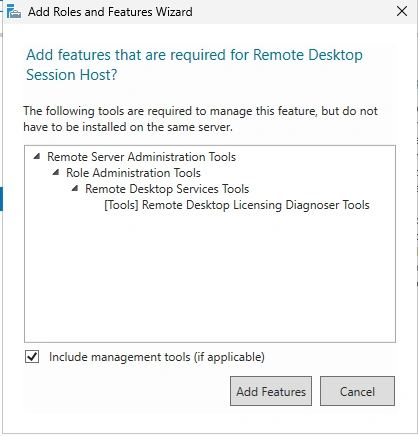 Add Roles and Features Wizard
Add features that are required for Remote Desktop
Session Host?
The following tools are required to manage this feature, but do not
have to be installed on the same server.
Remote Server Administration Tools
Role Administration Tools
Remote Desktop Services Tools
[Tools] Remote Desktop Licensing Diagnoser Tools
Include management tools (if applicable)
Add Features Cancel